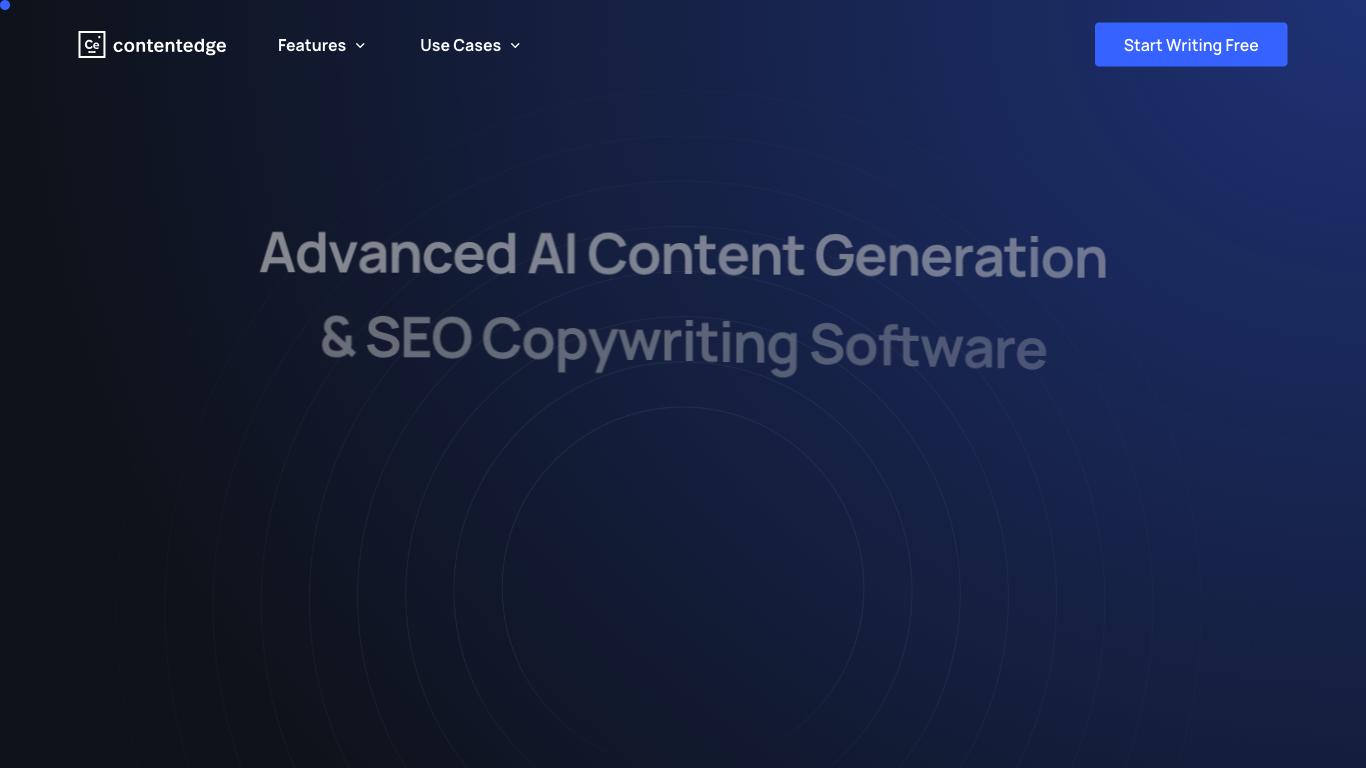 Ce contentedge
Features
Use Cases
Start Writing Free
Advanced AI Content Generation
& SEO Copywriting Software